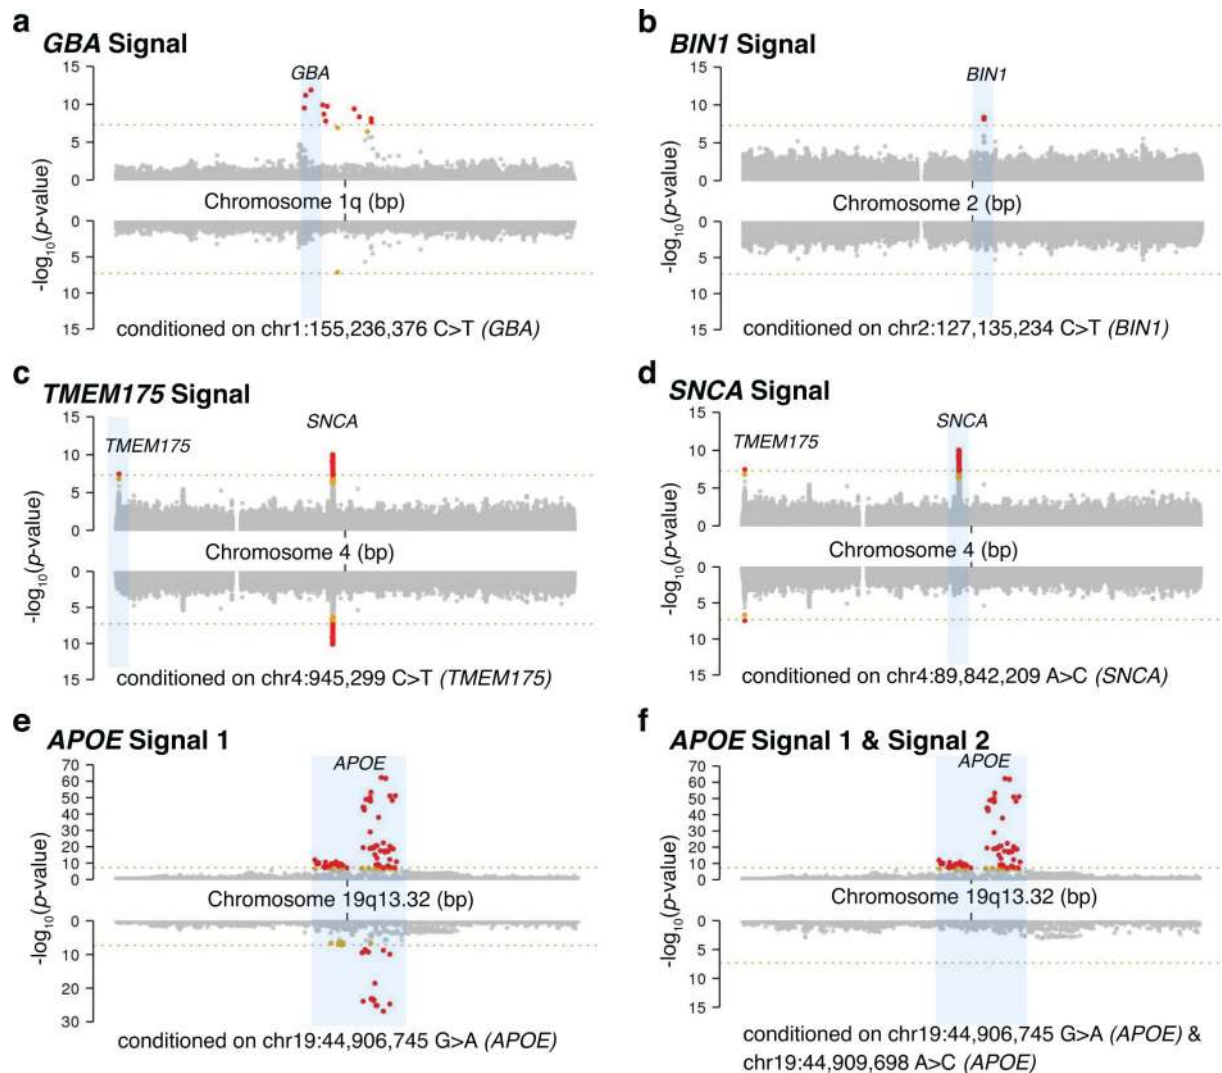 a
GBA Signal
GBA
15
10
5
0
Chromosome 1q (bp)
-log10(p-value)
0
5
10
15
conditioned on chr1:155,236,376 C>T (GBA)
b
BIN1 Signal
BIN1
15
10
5
0
Chromosome 2 (bp)
-log10(p-value)
0
5
10
15
conditioned on chr2:127,135,234 C>T (BIN1)
c
TMEM175 Signal
SNCA
TMEM175
15
10
5
0
Chromosome 4 (bp)
-log10(p-value)
0
5
10
15
conditioned on chr4:945,299 C>T (TMEM175)
d
SNCA Signal
SNCA
TMEM175
15
10
5
0
Chromosome 4 (bp)
-log10(p-value)
0
5
10
15
conditioned on chr4:89,842,209 A>C (SNCA)
e
APOE Signal 1
APOE
70
60
50
40
30
20
10
0
Chromosome 19q13.32 (bp)
-log10(p-value)
0
10
20
30
conditioned on chr19:44,906,745 G>A (APOE)
f
APOE Signal 1 & Signal 2
APOE
70
60
50
40
30
20
10
0
Chromosome 19q13.32 (bp)
-log10(p-value)
0
5
10
15
conditioned on chr19:44,906,745 G>A (APOE) &
chr19:44,909,698 A>C (APOE)